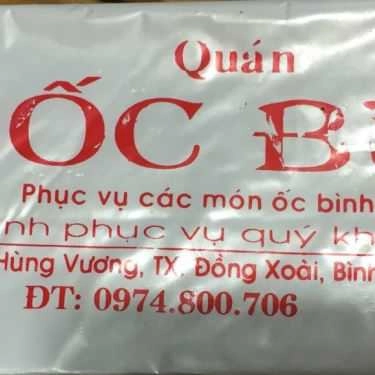 Quán
ỐC B
Phục vụ các món ốc bình
nh phục vụ quý kh
Hùng Vương, TX. Đồng Xoài, Bình
ĐT: 0974.800.706